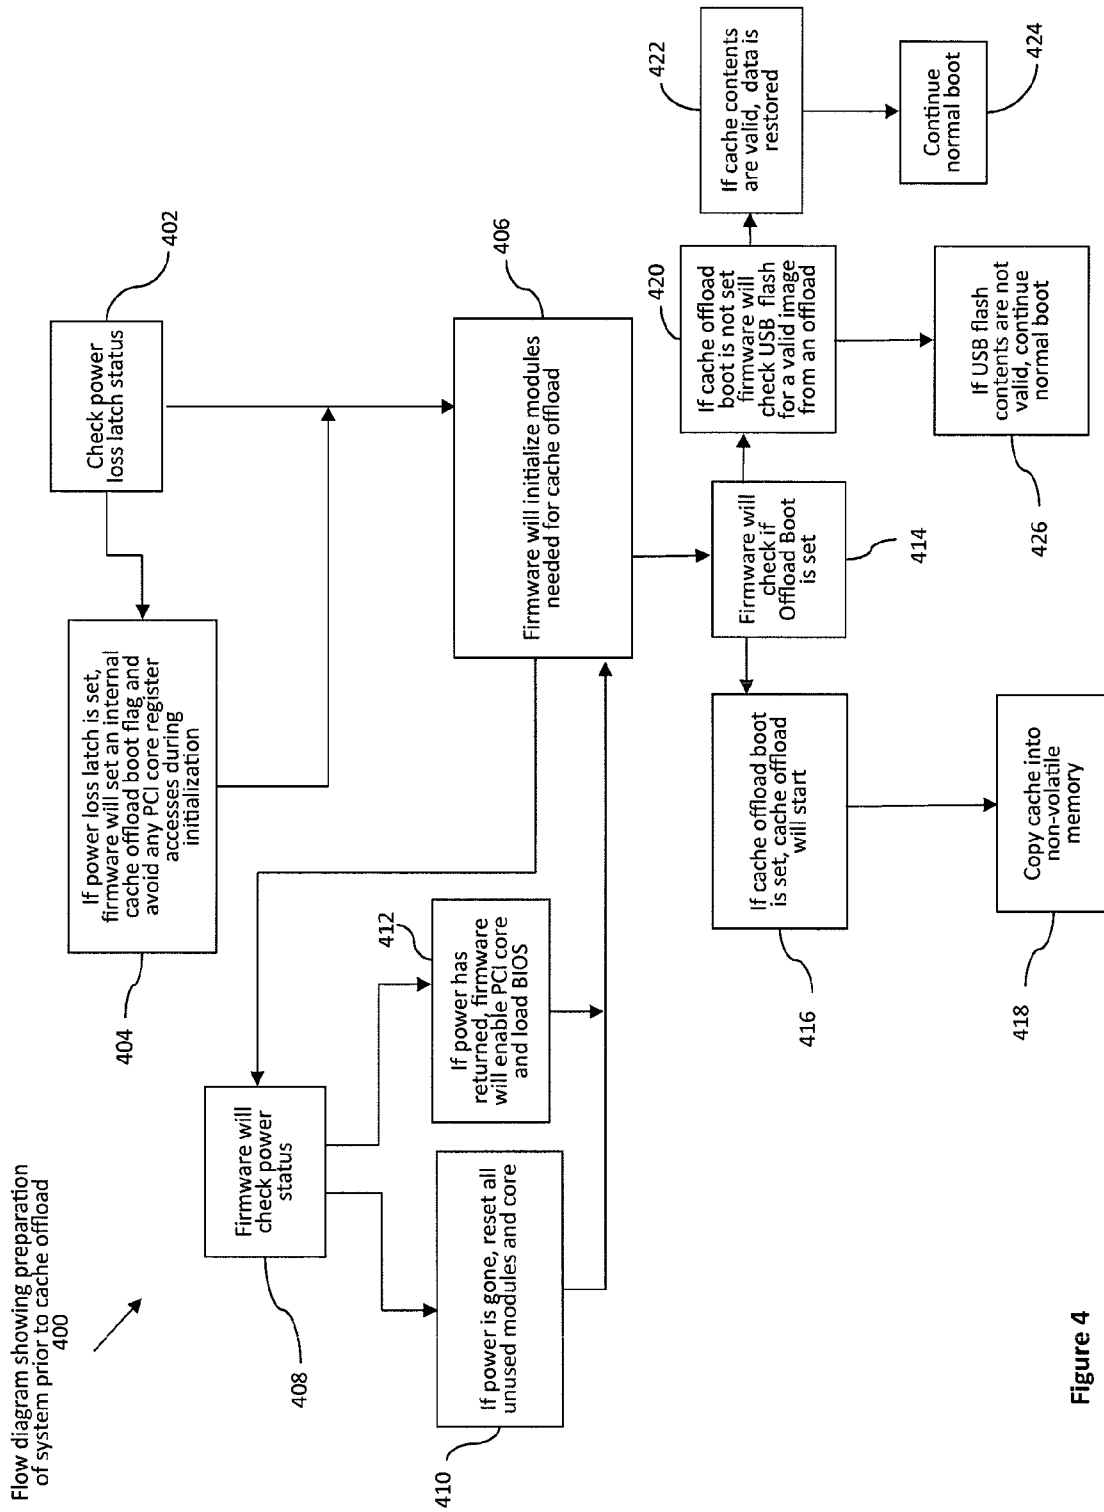 Flow diagram showing preparation
of system prior to cache offload
400
Check power
loss latch status
402
If power loss latch is set,
firmware will set an internal
cache offload boot flag and
avoid any PCI core register
accesses during
initialization
404
Firmware will initialize modules
needed for cache offload
406
Firmware will
check power
status
408
If power is gone, reset all
unused modules and core
410
If power has
returned, firmware
will enable PCI core
and load BIOS
412
Firmware will
check if
Offload Boot
is set
414
If cache offload boot
is set, cache offload
will start
416
Copy cache into
non-volatile
memory
418
If cache offload
boot is not set
firmware will
check USB flash
for a valid image
from an offload
420
If cache contents
are valid, data is
restored
422
Continue
normal boot
424
If USB flash
contents are not
valid, continue
normal boot
426
Figure 4